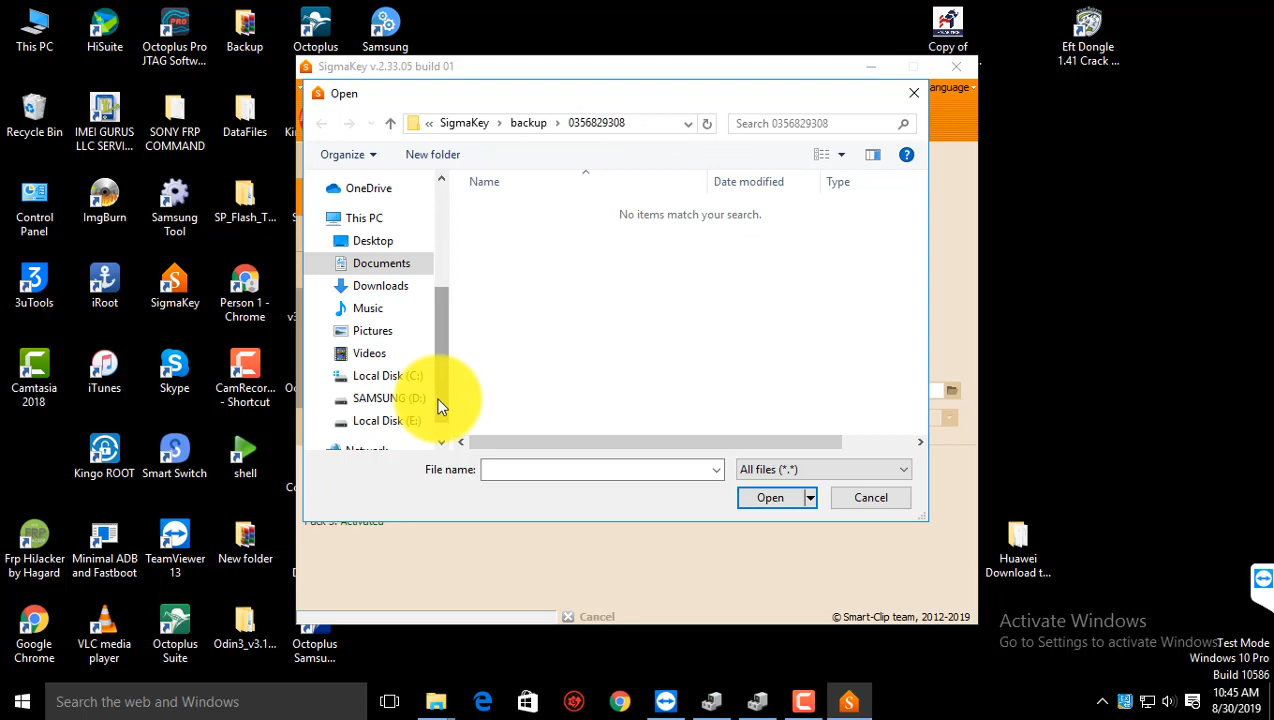 This PC
HiSuite
Octoplus Pro
JTAG Softw...
Backup
Octoplus
Samsung
Copy of
Eft Dongle
1.41 Crack ...
SigmaKey v.2.33.05 build 01
anguage
Open
« SigmaKey > backup > 0356829308
Search 0356829308
Organize
New folder
Recycle Bin
IMEI GURUS
LLC SERVI...
SONY FRP
COMMAND
DataFiles
OneDrive
This PC
Desktop
Documents
Downloads
Music
Pictures
Videos
Local Disk (C:)
SAMSUNG (D:)
Local Disk (E:)
Name
Date modified
Type
No items match your search.
Control
Panel
ImgBurn
Samsung
Tool
SP_Flash_T...
3uTools
iRoot
SigmaKey
Person 1 -
Chrome
Camtasia
2018
iTunes
Skype
CamRecor...
- Shortcut
File name:
All files (*.*)
Open
Cancel
Kingo ROOT
Smart Switch
shell
Pack 3: Activated
Frp HiJacker
by Hagard
Minimal ADB
and Fastboot
TeamViewer
13
New folder
Huawei
Download t...
Cancel
© Smart-Clip team, 2012-2019
Google
Chrome
VLC media
player
Octoplus
Suite
Odin3_v3.1...
Octoplus
Samsu...
Activate Windows
Go to Settings to activate Windows.
Test Mode
Windows 10 Pro
Build 10586
Search the web and Windows
10:45 AM
8/30/2019